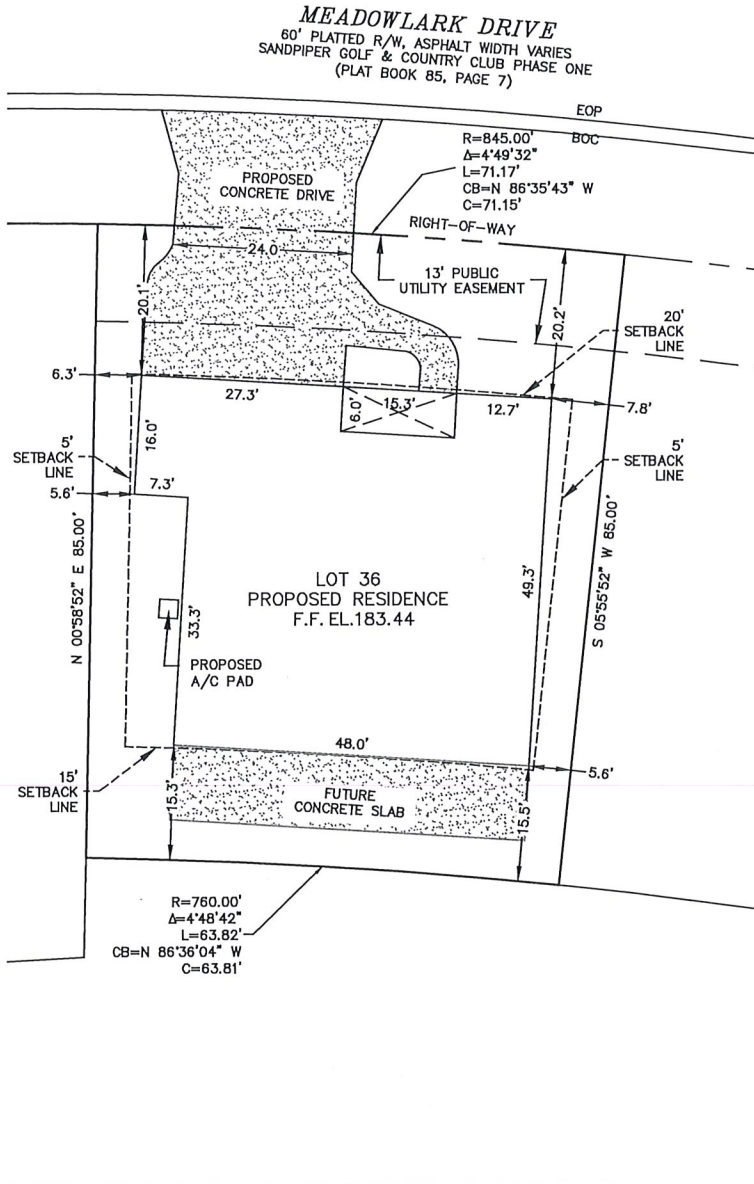 MEADOWLARK DRIVE
60' PLATTED R/W, ASPHALT WIDTH VARIES
SANDPIPER GOLF & COUNTRY CLUB PHASE ONE
(PLAT BOOK 85, PAGE 7)
EOP
BOC
R=845.00'
Δ=4°49'32"
L=71.17'
CB=N 86°35'43" W
C=71.15'
PROPOSED
CONCRETE DRIVE
RIGHT-OF-WAY
24.0
13' PUBLIC
UTILITY EASEMENT
20.1'
20.2'
20'
SETBACK
LINE
6.3'
27.3'
6.0'
15.3'
12.7'
7.8'
16.0'
5'
SETBACK
LINE
5'
SETBACK
LINE
7.3'
5.6'
N 00°58'52" E 85.00'
S 05°55'52" W 85.00'
49.3'
LOT 36
PROPOSED RESIDENCE
F.F. EL.183.44
33.3'
PROPOSED
A/C PAD
48.0'
5.6'
15'
SETBACK
LINE
15.3'
FUTURE
CONCRETE SLAB
15.5'
R=760.00'
Δ=4°48'42"
L=63.82'
CB=N 86°36'04" W
C=63.81'